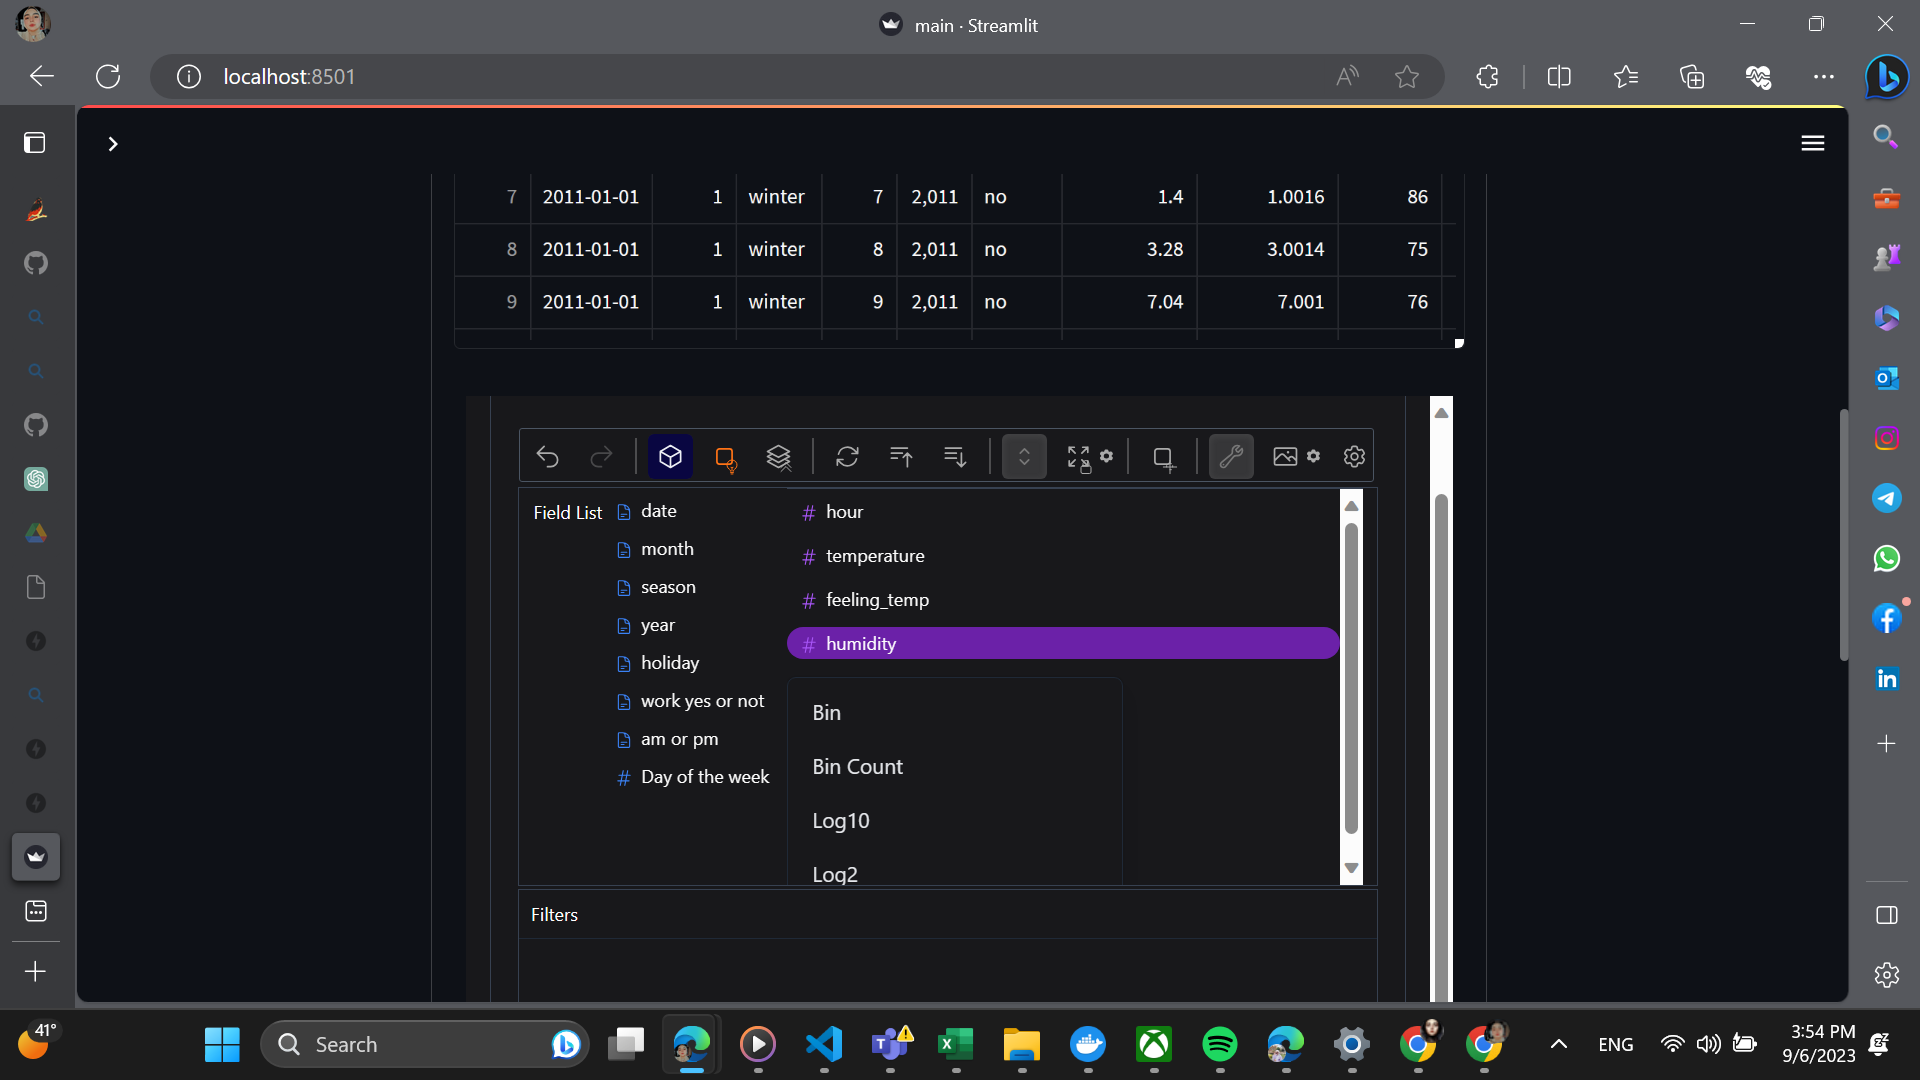 main · Streamlit
localhost:8501
7 2011-01-01 1 winter 7 2,011 no 1.4 1.0016 86
8 2011-01-01 1 winter 8 2,011 no 3.28 3.0014 75
9 2011-01-01 1 winter 9 2,011 no 7.04 7.001 76
Field List
date
month
season
year
holiday
work yes or not
am or pm
# Day of the week
# hour
# temperature
# feeling_temp
# humidity
Bin
Bin Count
Log10
Log2
Filters
41°
Search
ENG
3:54 PM
9/6/2023